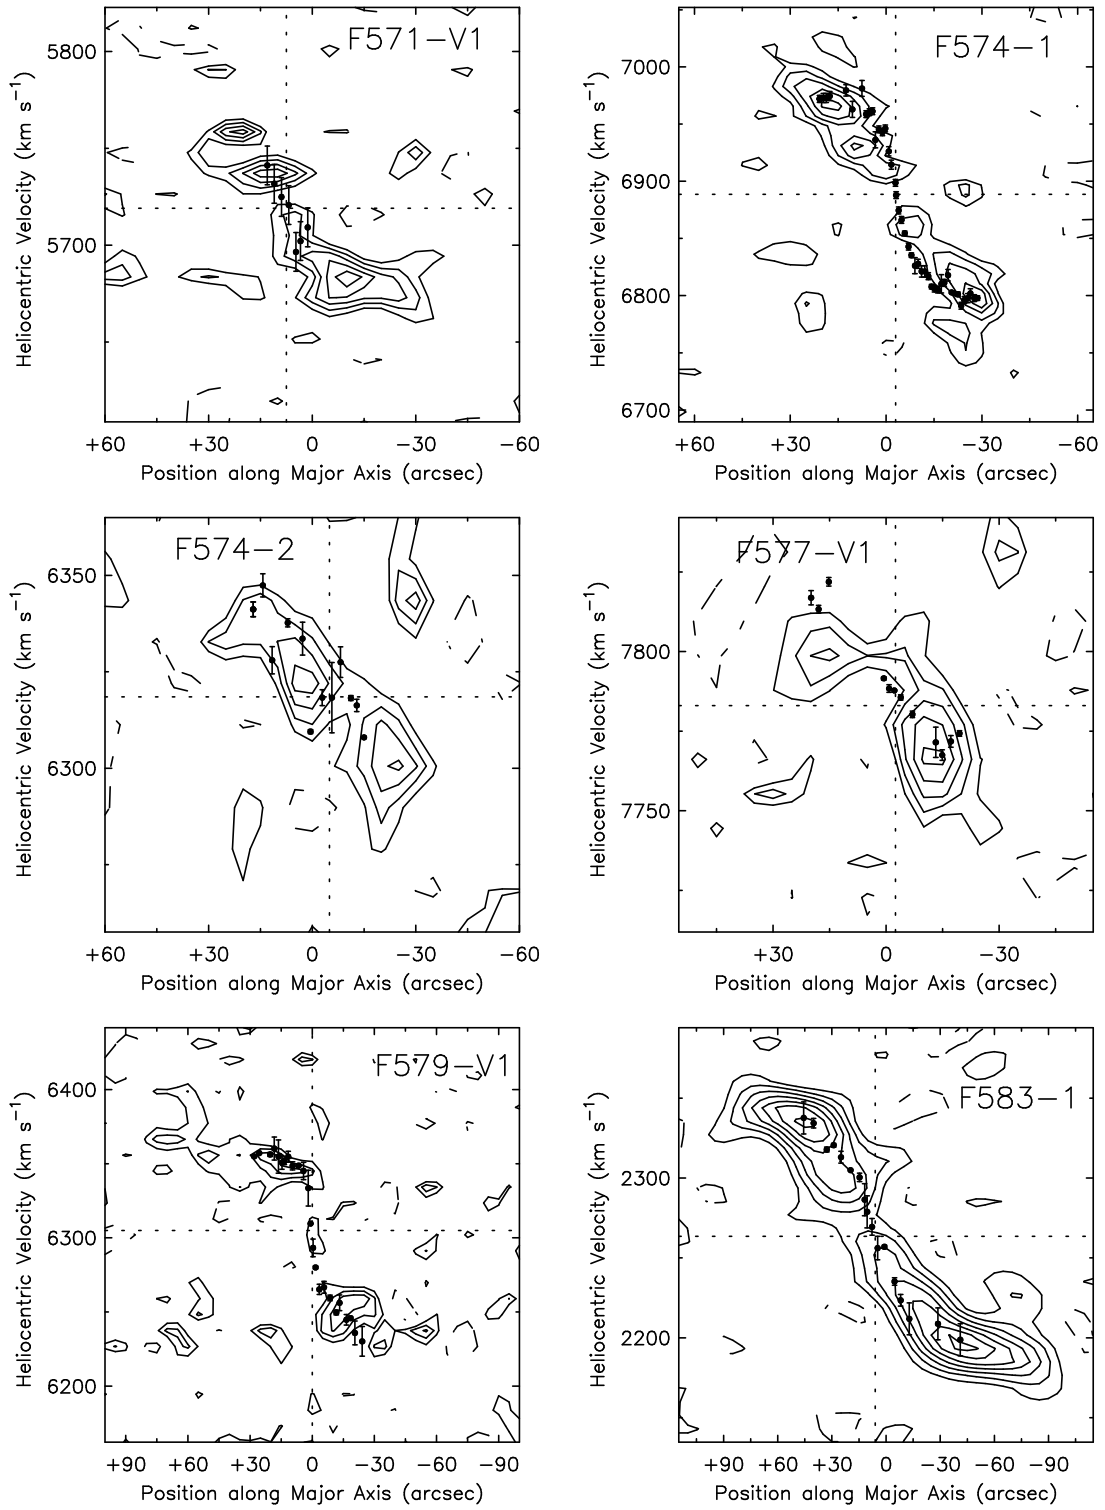 F571−V1
5800
5700
Heliocentric Velocity (km s⁻¹)
+60 +30 0 −30 −60
Position along Major Axis (arcsec)
F574−1
7000
6900
6800
6700
Heliocentric Velocity (km s⁻¹)
+60 +30 0 −30 −60
Position along Major Axis (arcsec)
F574−2
6350
6300
Heliocentric Velocity (km s⁻¹)
+60 +30 0 −30 −60
Position along Major Axis (arcsec)
F577−V1
7800
7750
Heliocentric Velocity (km s⁻¹)
+30 0 −30
Position along Major Axis (arcsec)
F579−V1
6400
6300
6200
Heliocentric Velocity (km s⁻¹)
+90 +60 +30 0 −30 −60 −90
Position along Major Axis (arcsec)
F583−1
2300
2200
Heliocentric Velocity (km s⁻¹)
+90 +60 +30 0 −30 −60 −90
Position along Major Axis (arcsec)